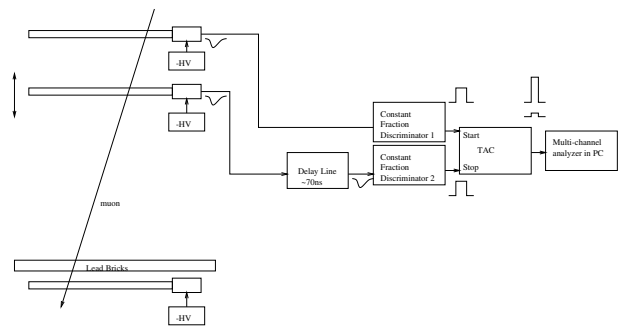 -HV
-HV
Constant
Fraction
Discriminator 1
Start
TAC
Stop
Multi-channel
analyzer in PC
Delay Line
~70ns
Constant
Fraction
Discriminator 2
muon
Lead Bricks
-HV